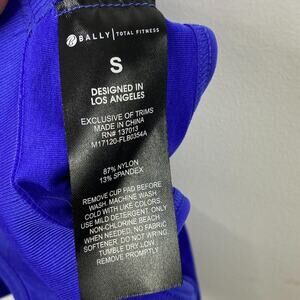 BALLY | TOTAL FITNESS
S
DESIGNED IN
LOS ANGELES
EXCLUSIVE OF TRIMS
MADE IN CHINA
RN# 137013
M17120-FLB0354A
87% NYLON
13% SPANDEX
REMOVE CUP PAD BEFORE
WASH. MACHINE WASH
COLD WITH LIKE COLORS,
USE MILD DETERGENT. ONLY
NON-CHLORINE BLEACH
WHEN NEEDED. NO FABRIC
SOFTENER. DO NOT WRING.
TUMBLE DRY LOW.
REMOVE PROMPTLY